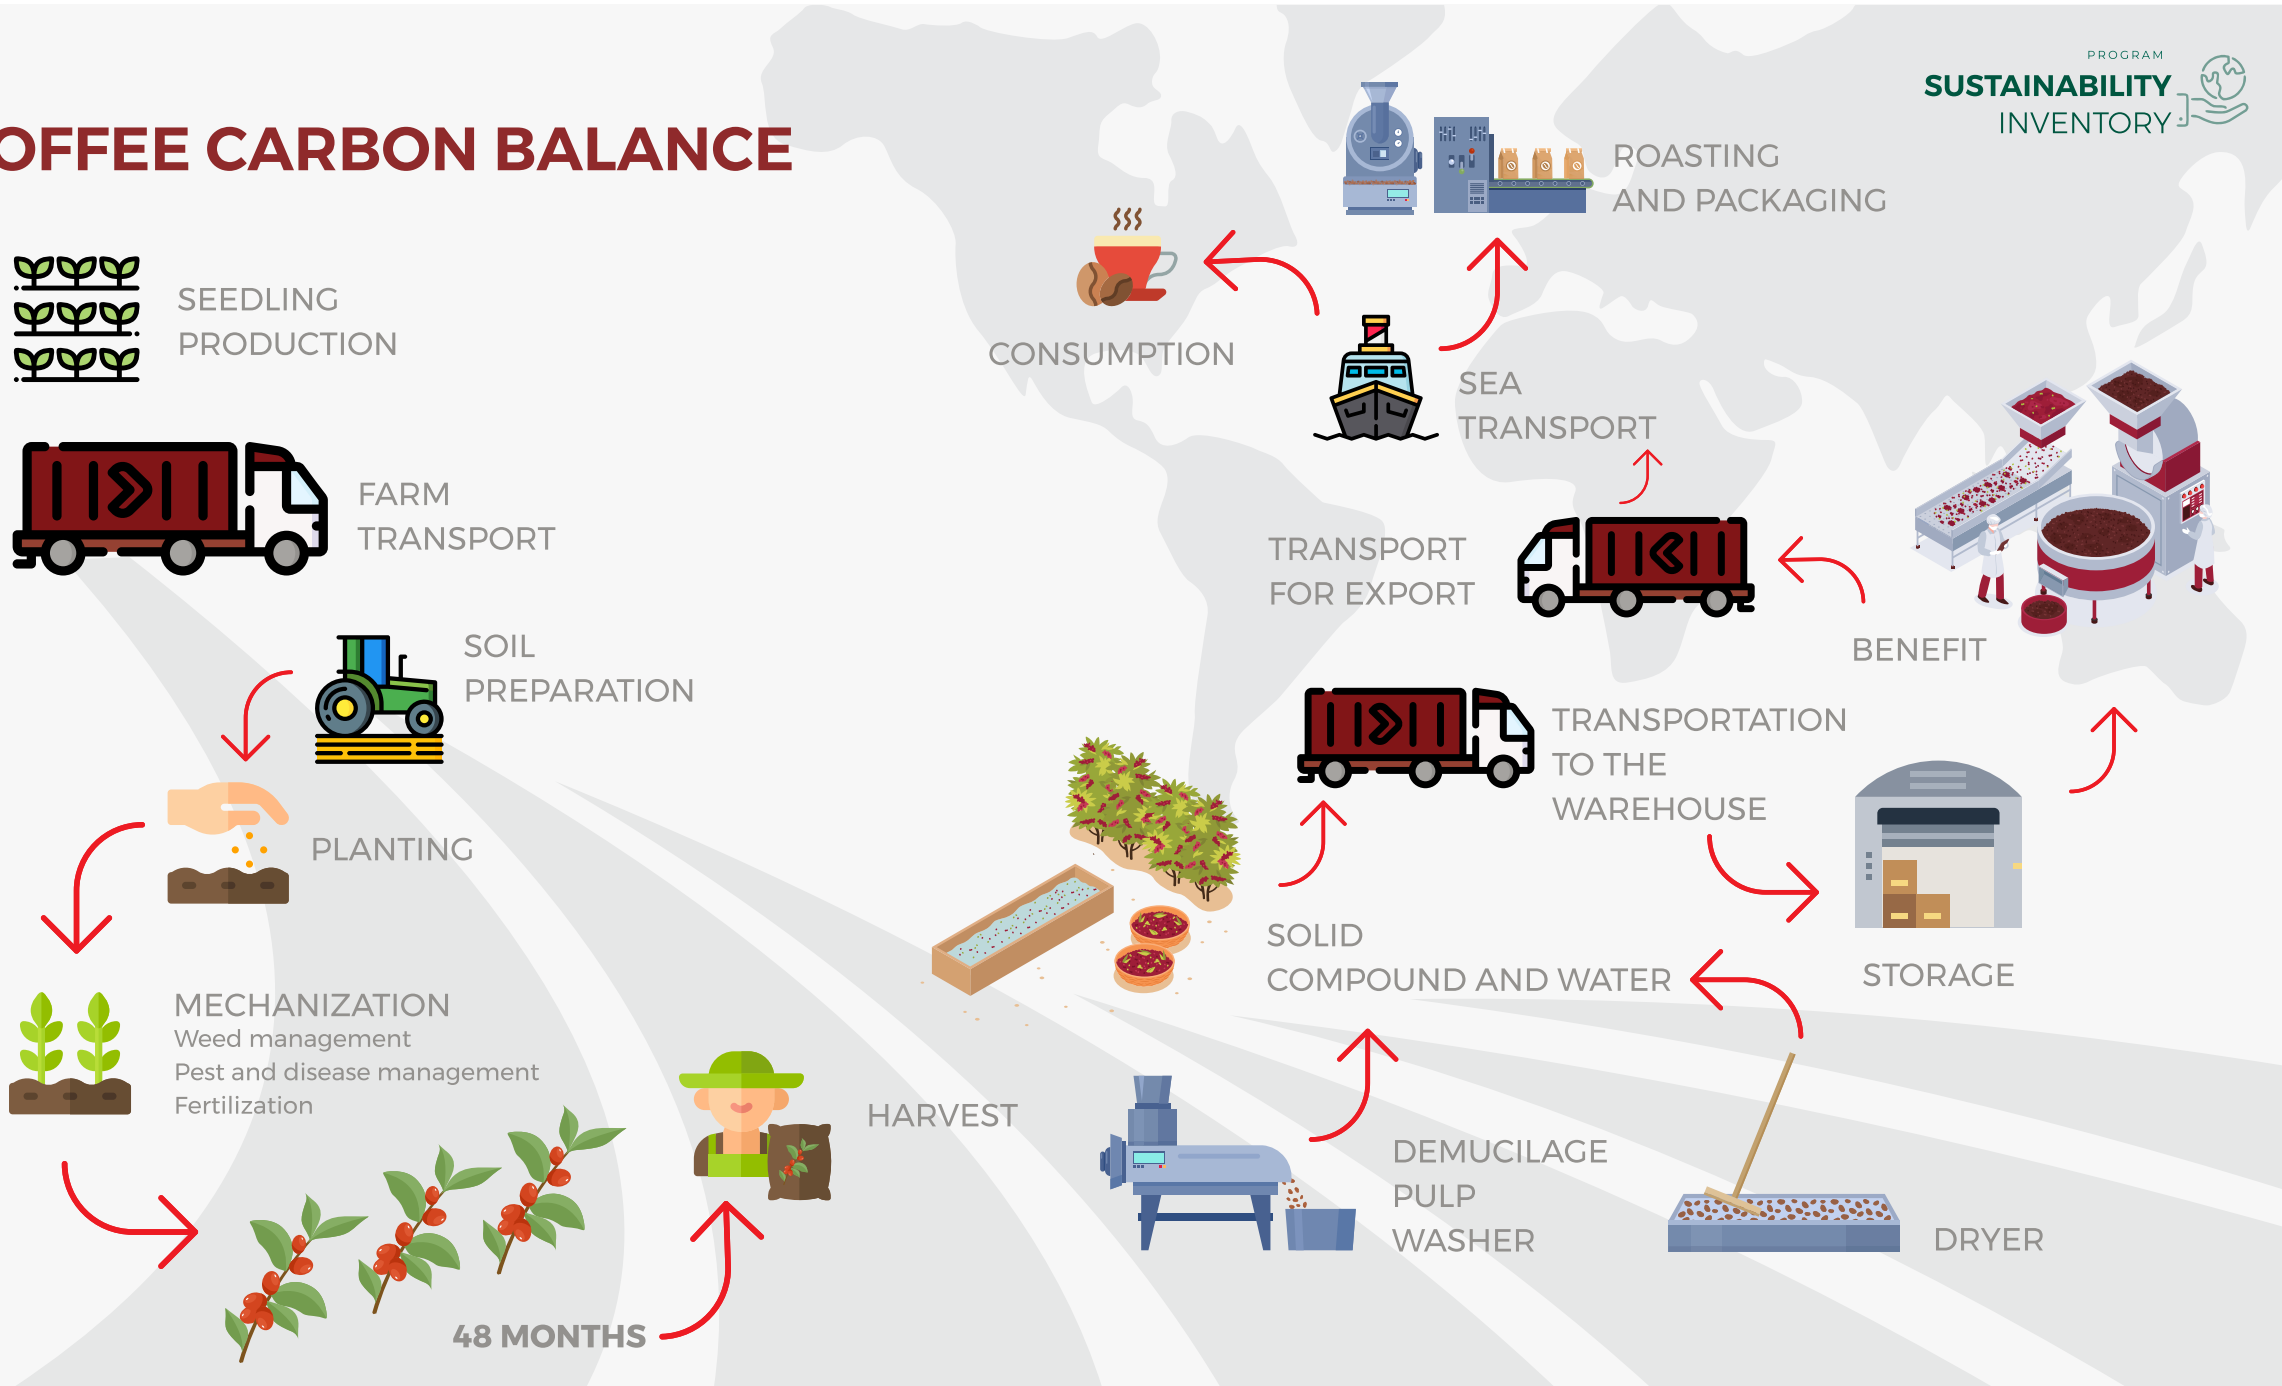 PROGRAM
SUSTAINABILITY
INVENTORY
OFFEE CARBON BALANCE
SEEDLING
PRODUCTION
FARM
TRANSPORT
SOIL
PREPARATION
PLANTING
MECHANIZATION
Weed management
Pest and disease management
Fertilization
48 MONTHS
HARVEST
DEMUCILAGE
PULP
WASHER
DRYER
SOLID
COMPOUND AND WATER
TRANSPORTATION
TO THE
WAREHOUSE
STORAGE
BENEFIT
TRANSPORT
FOR EXPORT
SEA
TRANSPORT
ROASTING
AND PACKAGING
CONSUMPTION